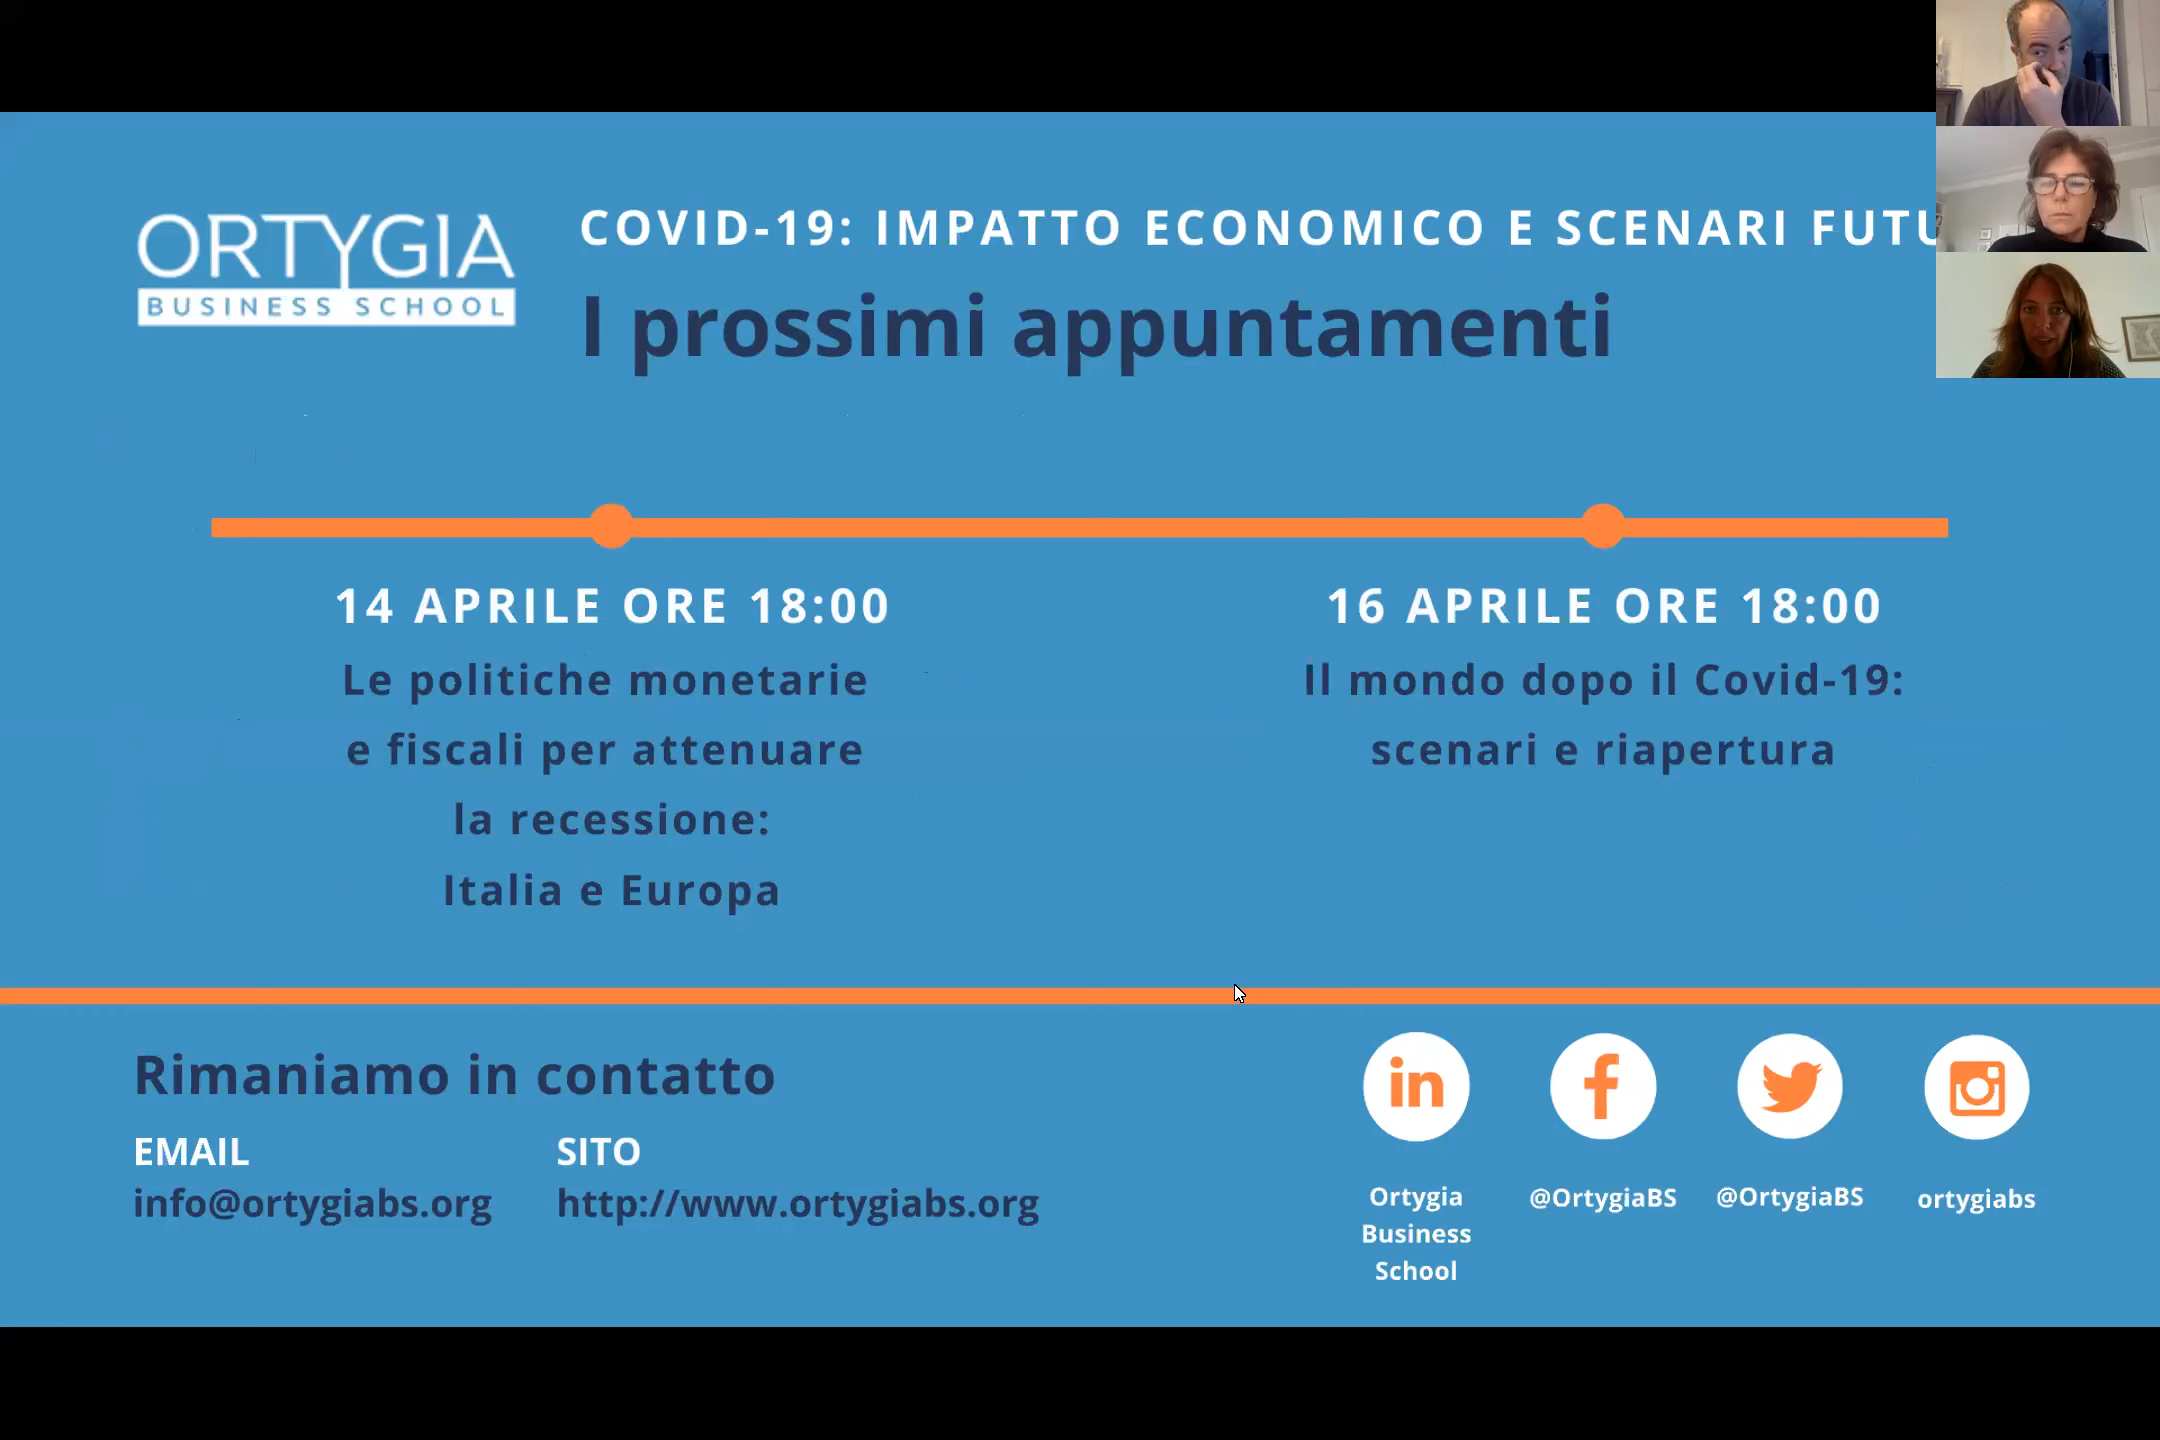 ORTYGIA
BUSINESS SCHOOL
COVID-19: IMPATTO ECONOMICO E SCENARI
I prossimi appuntamenti
14 APRILE ORE 18:00
Le politiche monetarie
e fiscali per attenuare
la recessione:
Italia e Europa
16 APRILE ORE 18:00
Il mondo dopo il Covid-19:
scenari e riapertura
Rimaniamo in contatto
EMAIL
info@ortygiabs.org
SITO
http://www.ortygiabs.org
in
Ortygia
Business
School
f
@OrtygiaBS
@OrtygiaBS
ortygiabs